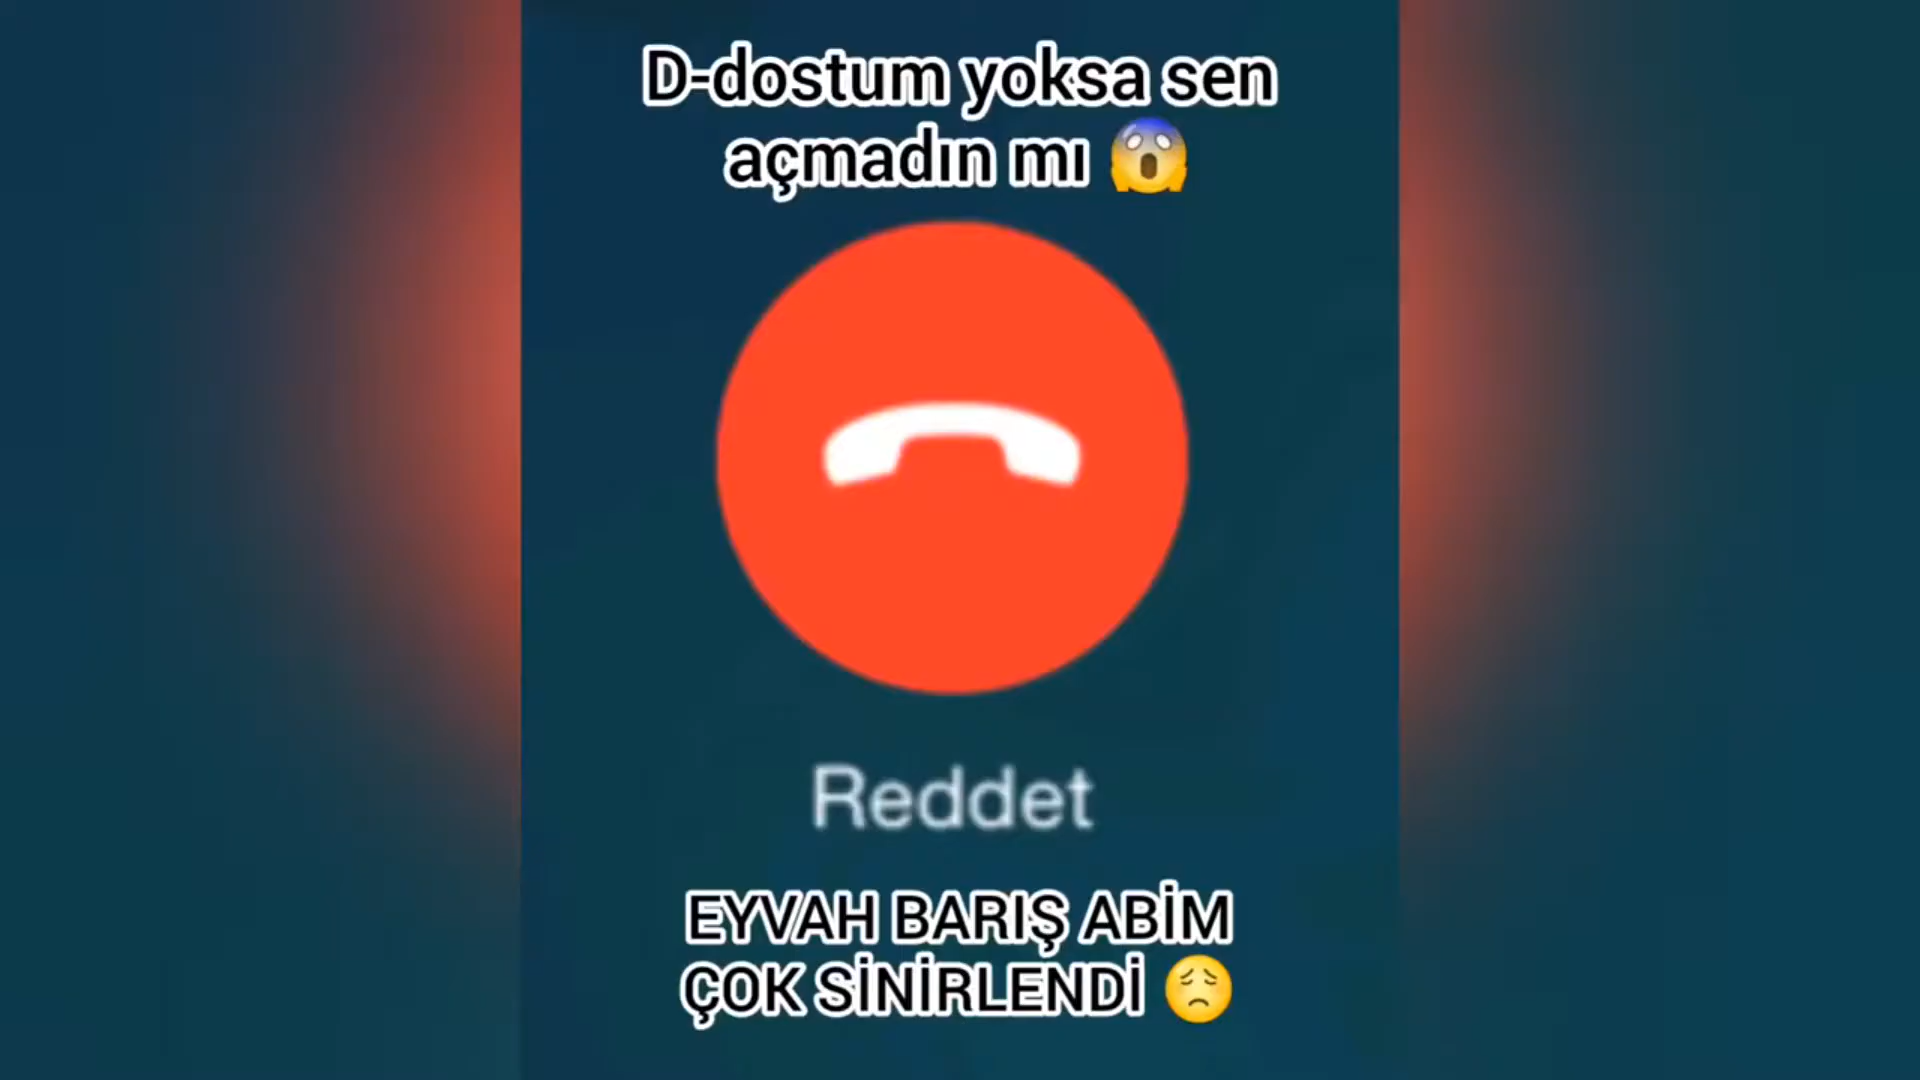 D-dostum yoksa sen
açmadın mı 😱
Reddet
EYVAH BARIŞ ABİM
ÇOK SİNİRLENDİ 😟